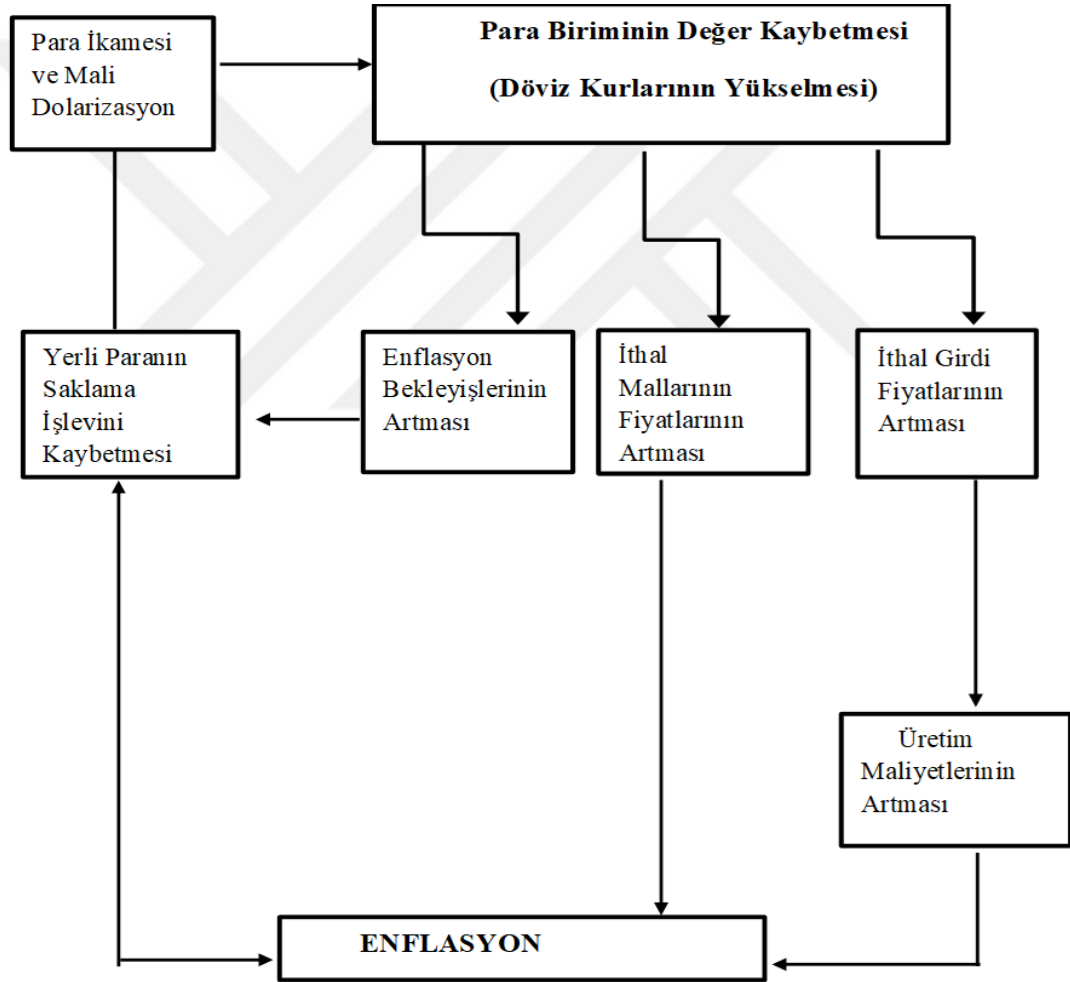 Para İkamesi
ve Mali
Dolarizasyon
Para Biriminin Değer Kaybetmesi
(Döviz Kurlarının Yükselmesi)
Yerli Paranın
Saklama
İşlevini
Kaybetmesi
Enflasyon
Bekleyişlerinin
Artması
İthal
Mallarının
Fiyatlarının
Artması
İthal Girdi
Fiyatlarının
Artması
Üretim
Maliyetlerinin
Artması
ENFLASYON